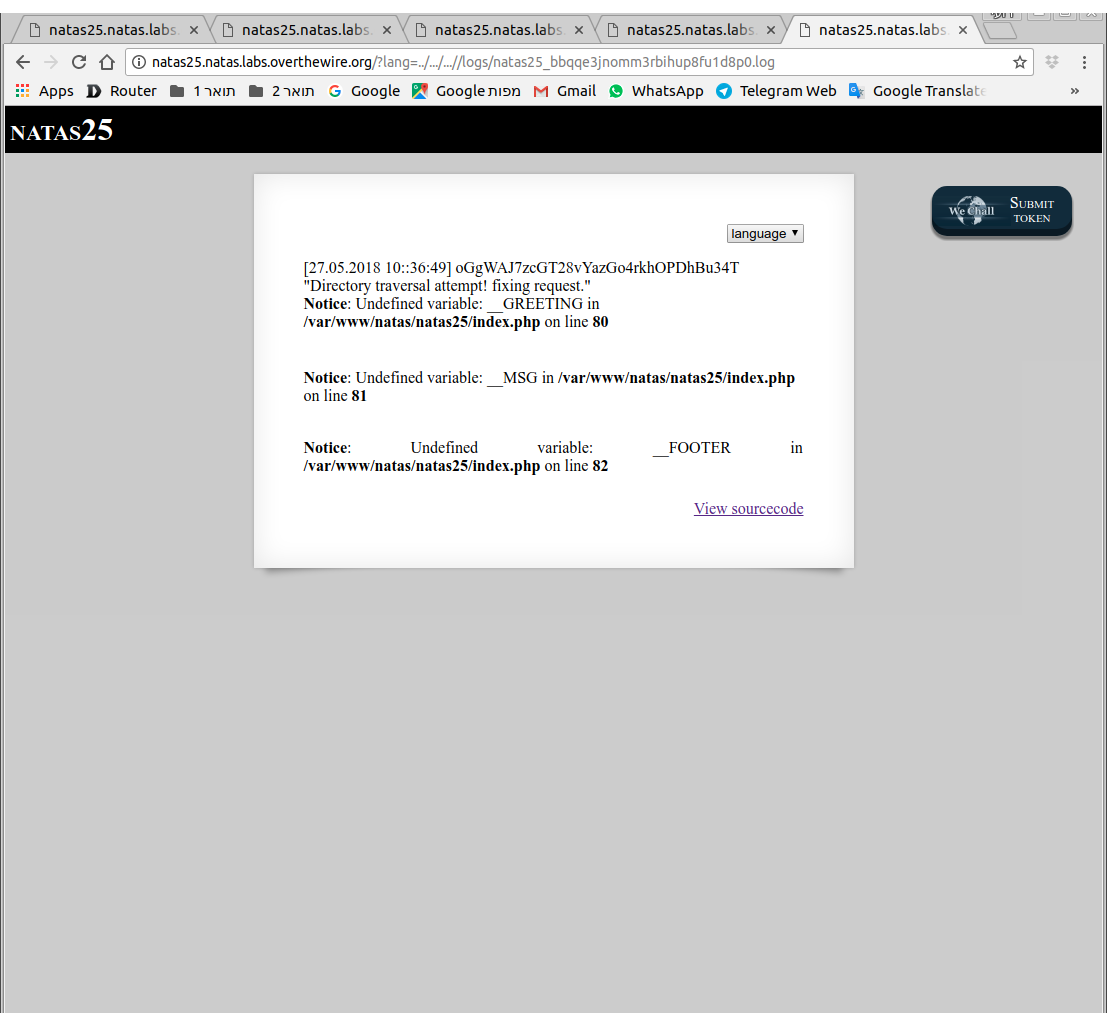 natas25.natas.labs. × natas25.natas.labs. × natas25.natas.labs. × natas25.natas.labs. × natas25.natas.labs. ×
natas25.natas.labs.overthewire.org/?lang=../.../...//logs/natas25_bbqqe3jnomm3rbihup8fu1d8p0.log
Apps Router תואר 1 תואר 2 Google Google מפות Gmail WhatsApp Telegram Web Google Translate »
NATAS25
We Chall SUBMIT TOKEN
language
[27.05.2018 10::36:49] oGgWAJ7zcGT28vYazGo4rkhOPDhBu34T
"Directory traversal attempt! fixing request."
Notice: Undefined variable: __GREETING in
/var/www/natas/natas25/index.php on line 80
Notice: Undefined variable: __MSG in /var/www/natas/natas25/index.php
on line 81
Notice: Undefined variable: __FOOTER in
/var/www/natas/natas25/index.php on line 82
View sourcecode